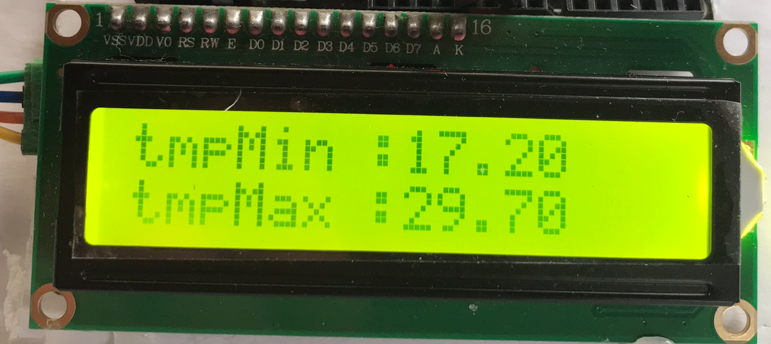 1 16
VSS VDD VO RS RW E D0 D1 D2 D3 D4 D5 D6 D7 A K
tmpMin :17.20
tmpMax :29.70